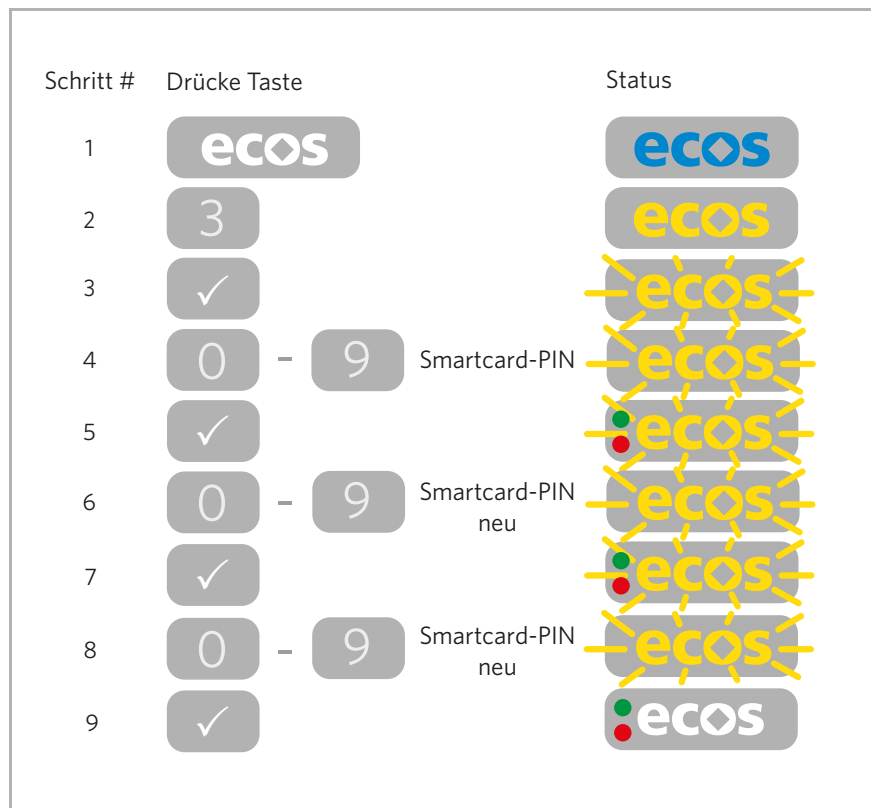 Schritt # Drücke Taste Status
1 ecos ecos
2 3 ecos
3 ✓ ecos
4 0 - 9 Smartcard-PIN ecos
5 ✓ ecos
6 0 - 9 Smartcard-PIN neu ecos
7 ✓ ecos
8 0 - 9 Smartcard-PIN neu ecos
9 ✓ ecos